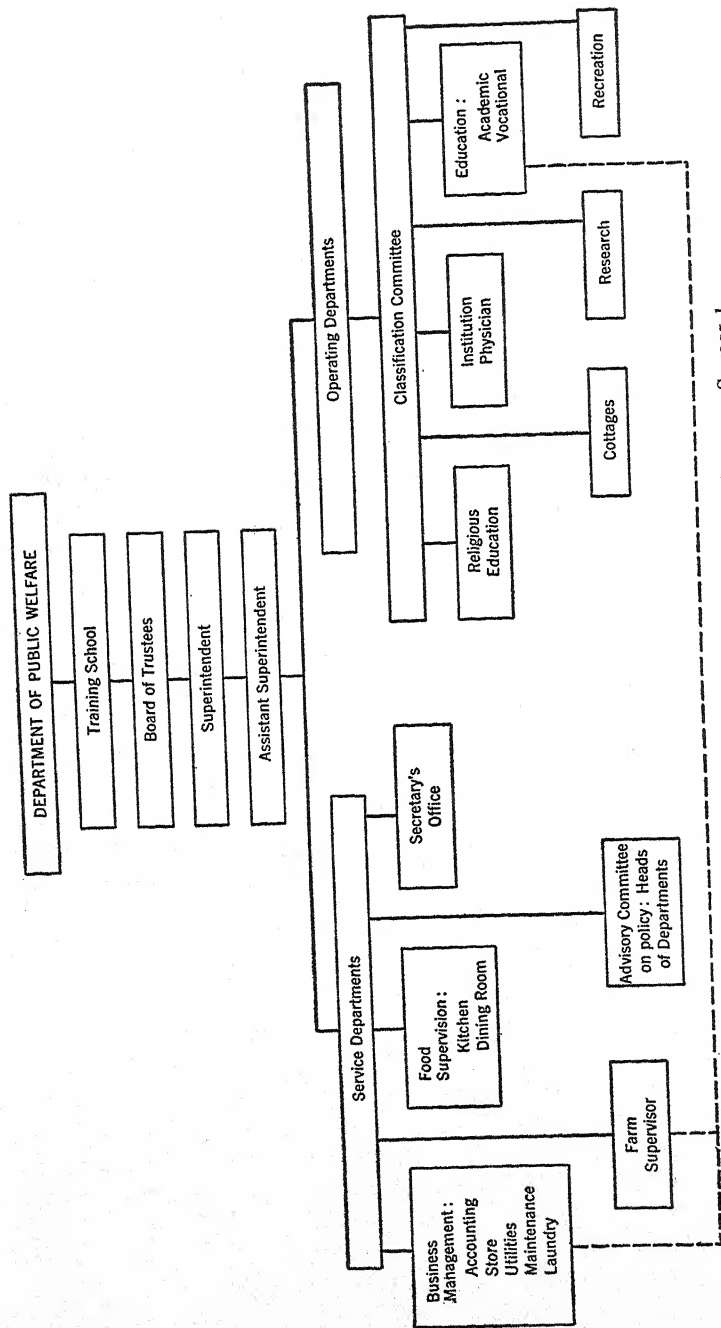 DEPARTMENT OF PUBLIC WELFARE
Training School
Board of Trustees
Superintendent
Assistant Superintendent
Service Departments
Operating Departments
Classification Committee
Business
Management :
Accounting
Store
Utilities
Maintenance
Laundry
Farm
Supervisor
Food
Supervision :
Kitchen
Dining Room
Advisory Committee
on policy : Heads
of Departments
Secretary's
Office
Religious
Education
Cottages
Institution
Physician
Research
Education :
Academic
Vocational
Recreation